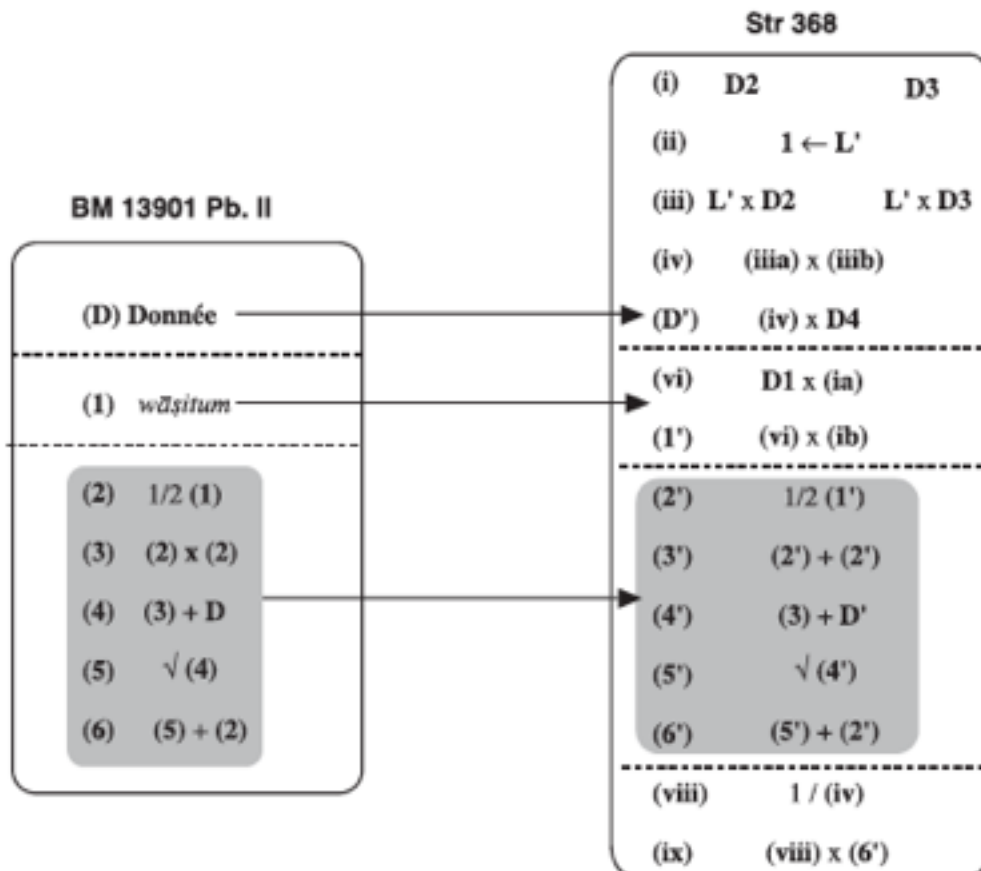 Str 368
(i) D2 D3
(ii) 1 ← L'
(iii) L' x D2 L' x D3
(iv) (iiia) x (iiib)
(D') (iv) x D4
(vi) D1 x (ia)
(1') (vi) x (ib)
(2') 1/2 (1')
(3') (2') + (2')
(4') (3) + D'
(5') √ (4')
(6') (5') + (2')
(viii) 1 / (iv)
(ix) (viii) x (6')
BM 13901 Pb. II
(D) Donnée
(1) wāṣitum
(2) 1/2 (1)
(3) (2) x (2)
(4) (3) + D
(5) √ (4)
(6) (5) + (2)